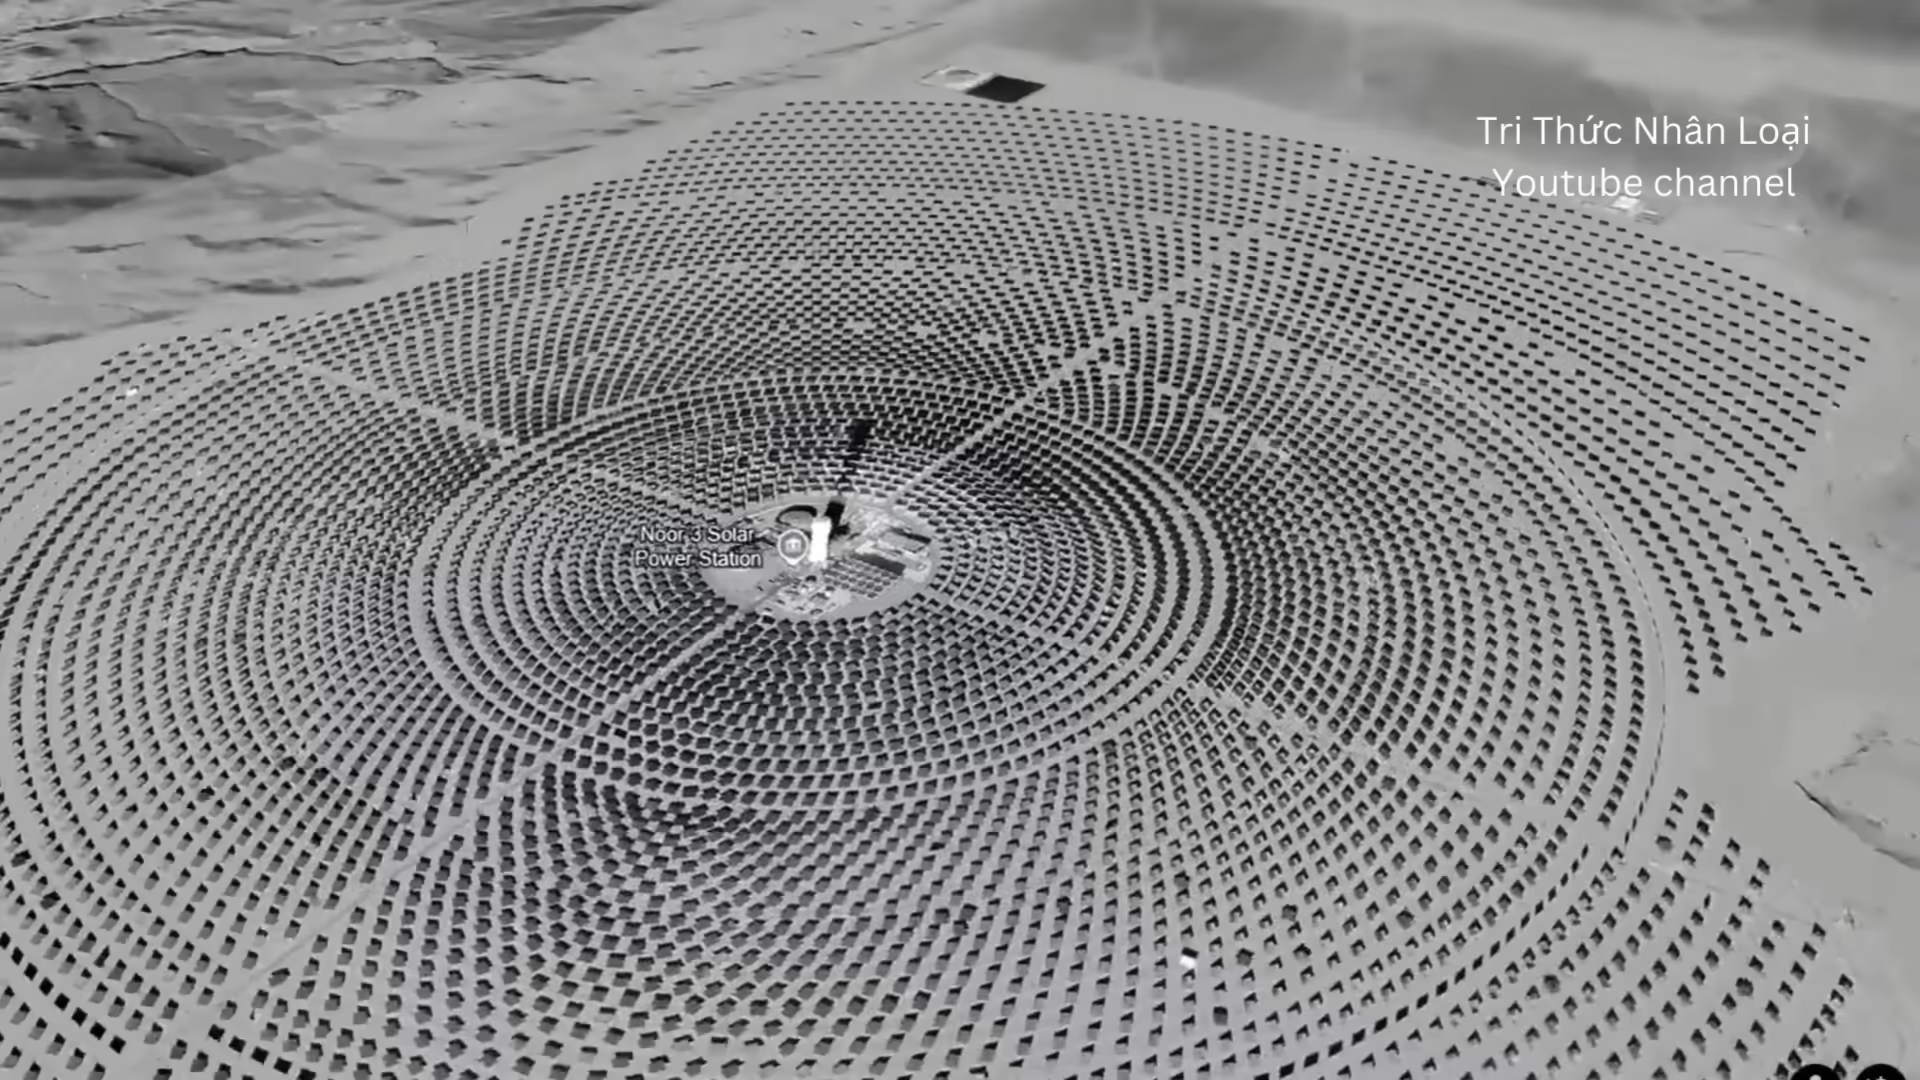 Tri Thức Nhân Loại
Youtube channel
Noor 3 Solar
Power Station